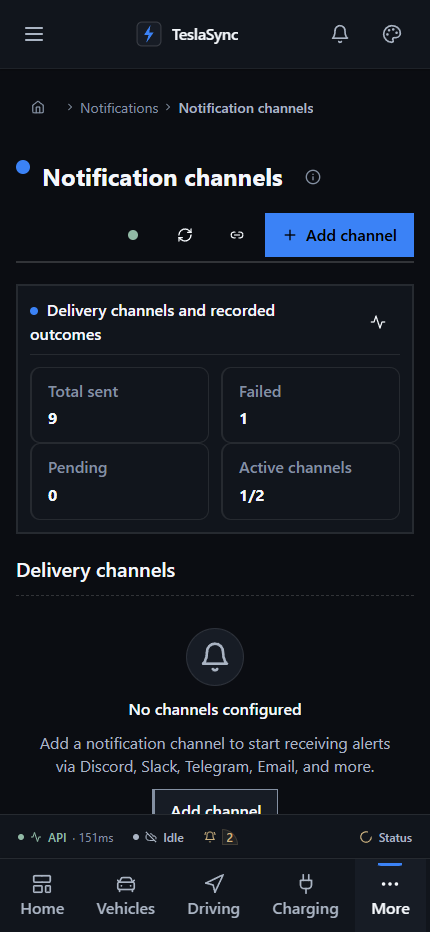 TeslaSync
Notifications
Notification channels
Notification channels
Add channel
Delivery channels and recorded
outcomes
Total sent
9
Failed
1
Pending
0
Active channels
1/2
Delivery channels
No channels configured
Add a notification channel to start receiving alerts
via Discord, Slack, Telegram, Email, and more.
Add channel
API · 151ms
Idle
2
Status
Home
Vehicles
Driving
Charging
More